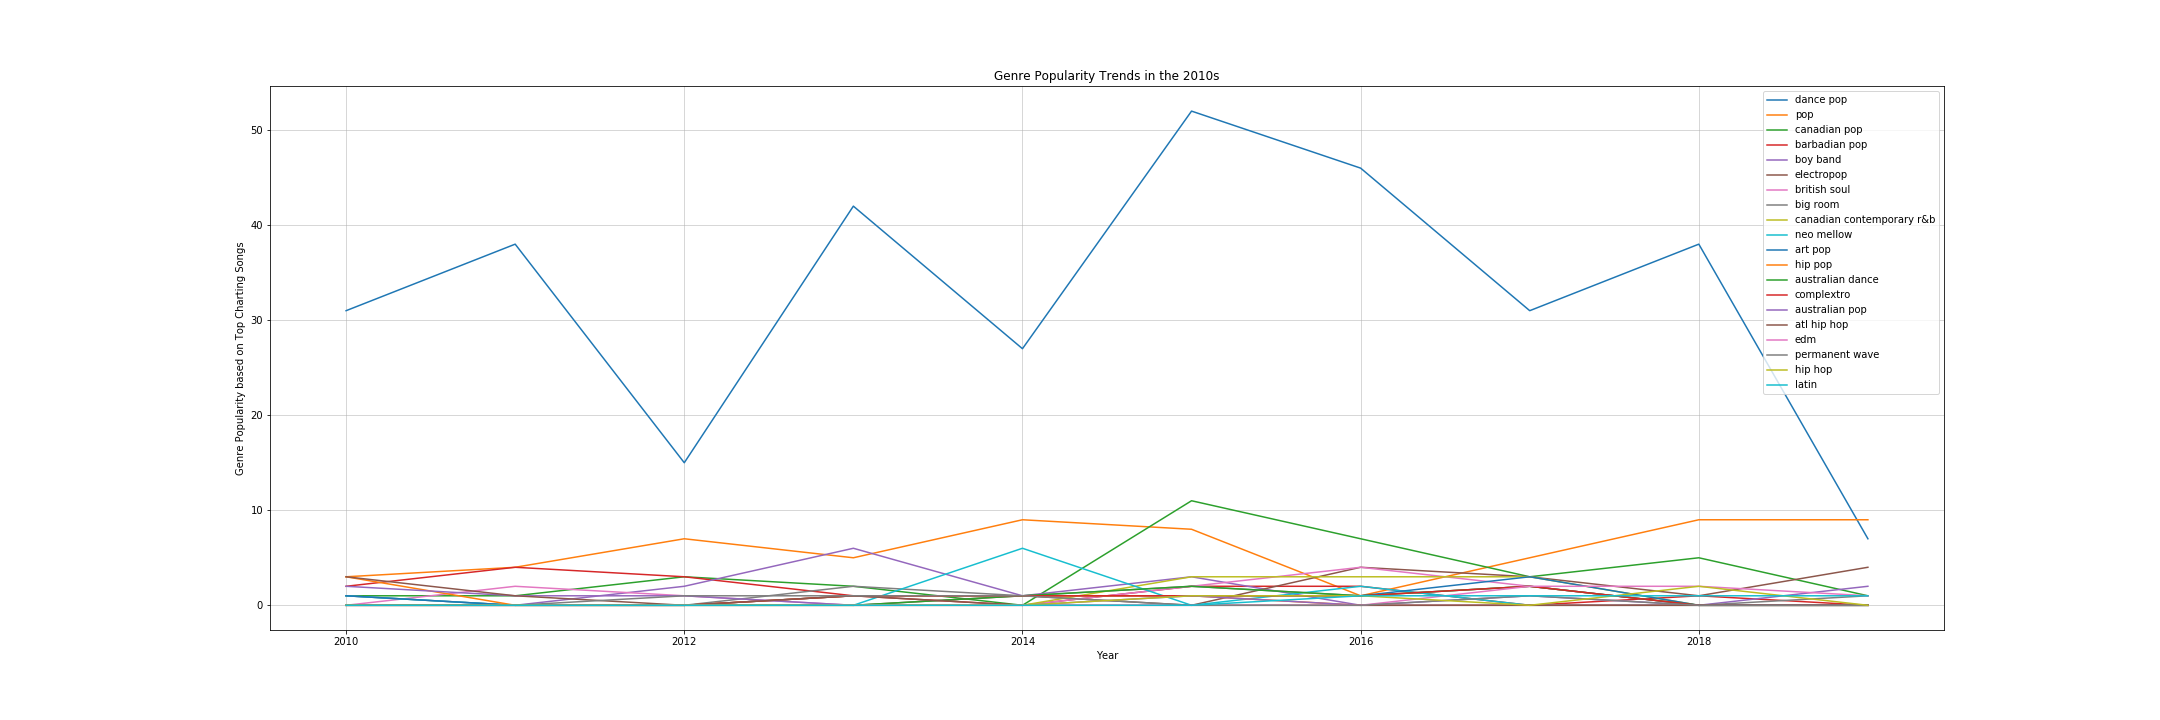 Genre Popularity Trends in the 2010s
Genre Popularity based on Top Charting Songs
50
40
30
20
10
0
dance pop
pop
canadian pop
barbadian pop
boy band
electropop
british soul
big room
canadian contemporary r&b
neo mellow
art pop
hip pop
australian dance
complextro
australian pop
atl hip hop
edm
permanent wave
hip hop
latin
2010 2012 2014 2016 2018
Year